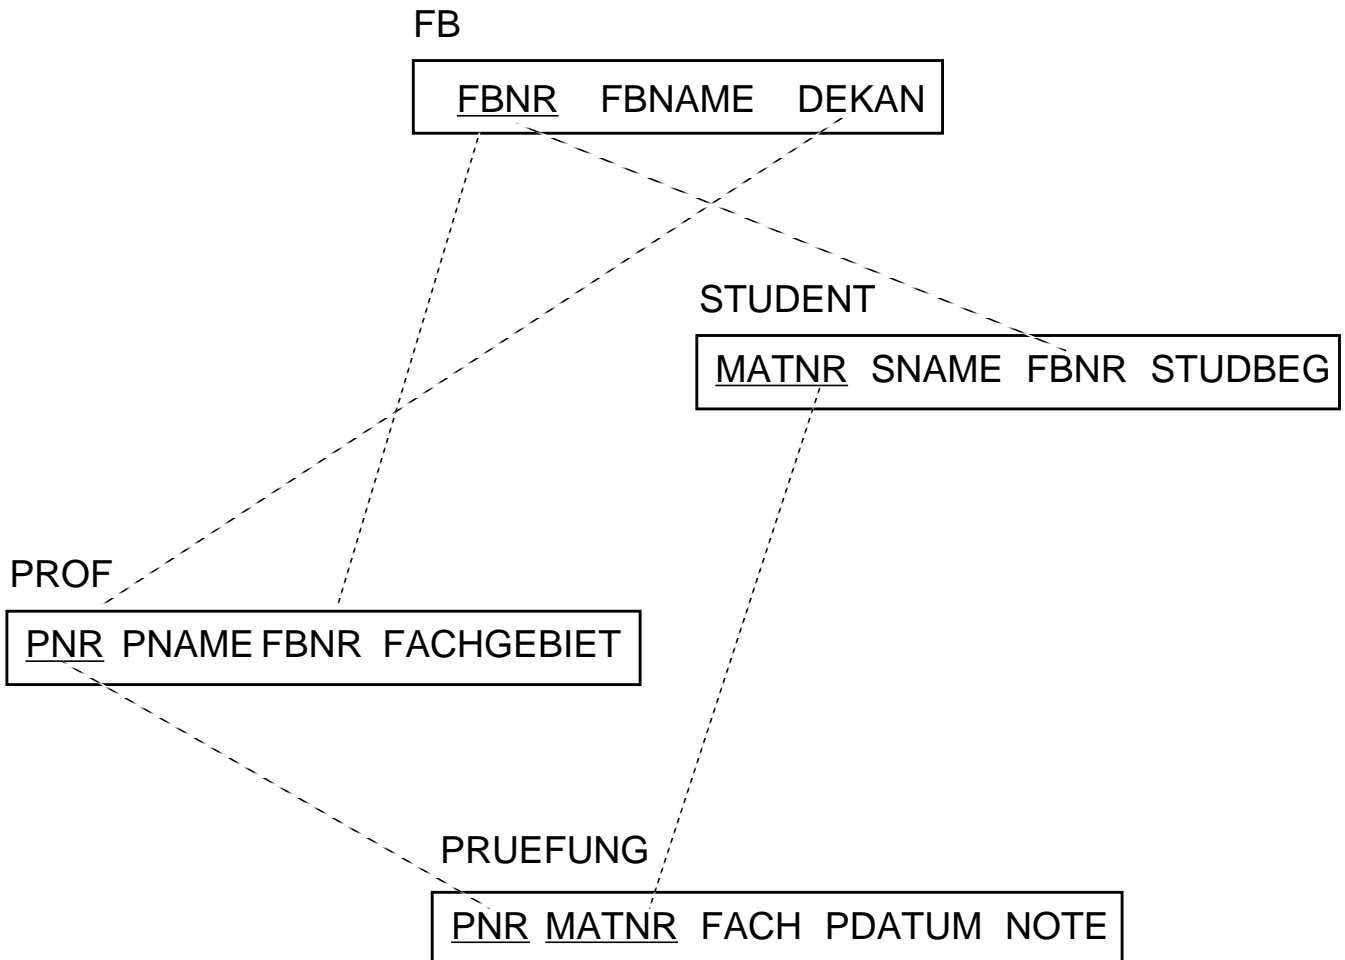 FB
FBNR FBNAME DEKAN
STUDENT
MATNR SNAME FBNR STUDBEG
PROF
PNR PNAME FBNR FACHGEBIET
PRUEFUNG
PNR MATNR FACH PDATUM NOTE